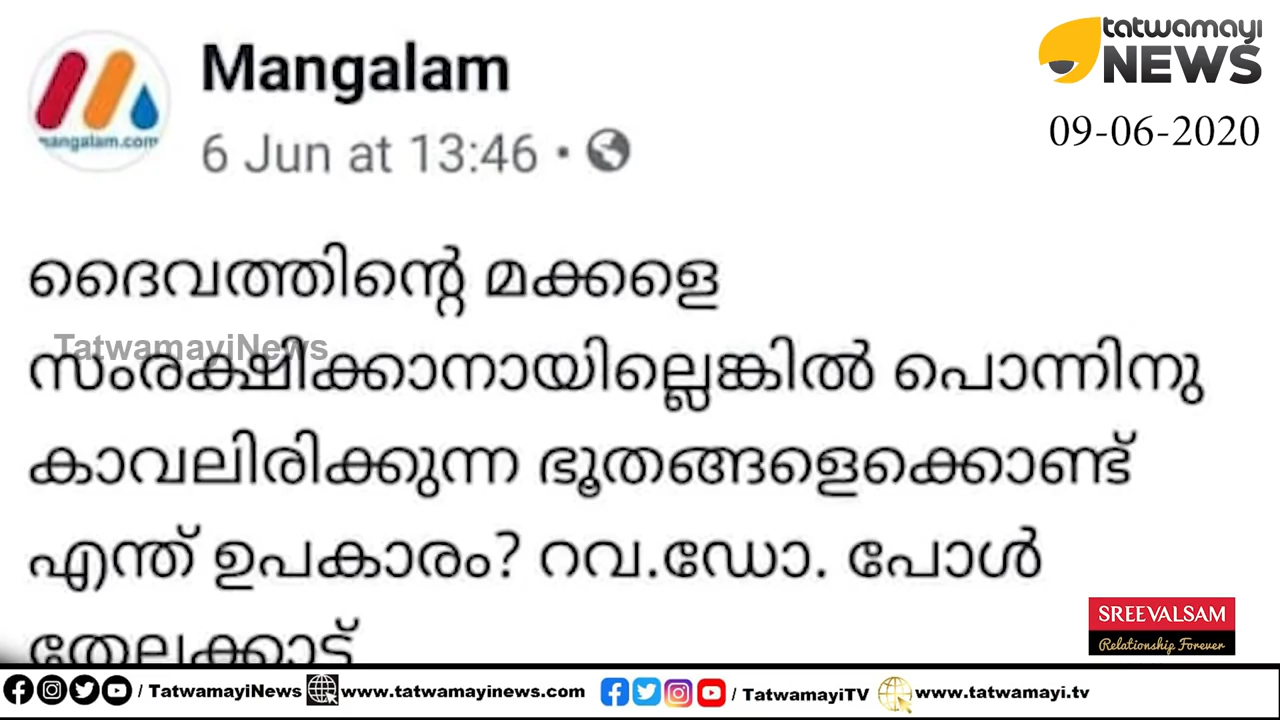 Mangalam
6 Jun at 13:46
mangalam.com
tatwamayi
NEWS
09-06-2020
ദൈവത്തിന്റെ മക്കളെ
TatwamayiNews
സംരക്ഷിക്കാനായില്ലെങ്കിൽ പൊന്നിനു
കാവലിരിക്കുന്ന ഭൂതങ്ങളെക്കൊണ്ട്
എന്ത് ഉപകാരം? റവ.ഡോ. പോൾ
തേലക്കാട്ട്
SREEVALSAM
Relationship Forever
/ TatwamayiNews www.tatwamayinews.com / TatwamayiTV www.tatwamayi.tv